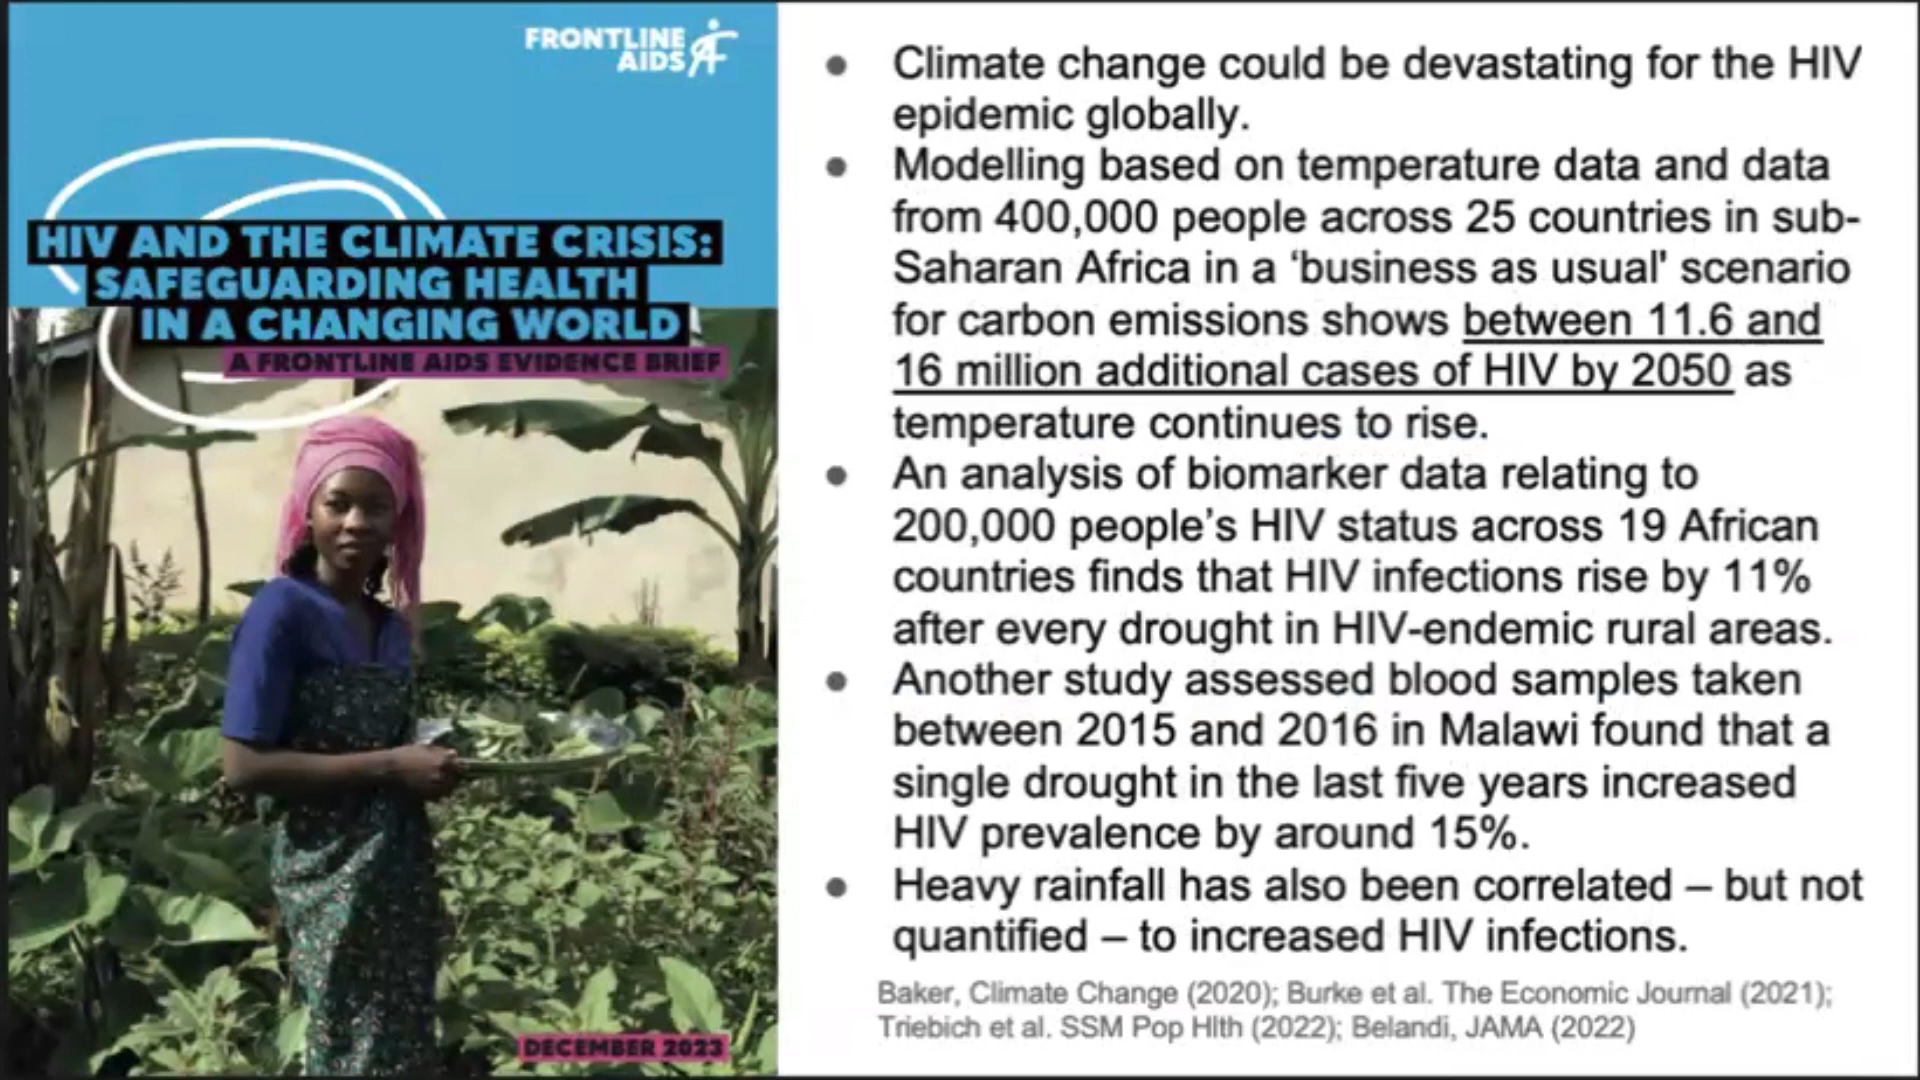 FRONTLINE
AIDS
HIV AND THE CLIMATE CRISIS:
SAFEGUARDING HEALTH
IN A CHANGING WORLD
A FRONTLINE AIDS EVIDENCE BRIEF
DECEMBER 2023
● Climate change could be devastating for the HIV
epidemic globally.
● Modelling based on temperature data and data
from 400,000 people across 25 countries in sub-
Saharan Africa in a ‘business as usual' scenario
for carbon emissions shows between 11.6 and
16 million additional cases of HIV by 2050 as
temperature continues to rise.
● An analysis of biomarker data relating to
200,000 people’s HIV status across 19 African
countries finds that HIV infections rise by 11%
after every drought in HIV-endemic rural areas.
● Another study assessed blood samples taken
between 2015 and 2016 in Malawi found that a
single drought in the last five years increased
HIV prevalence by around 15%.
● Heavy rainfall has also been correlated – but not
quantified – to increased HIV infections.
Baker, Climate Change (2020); Burke et al. The Economic Journal (2021);
Triebich et al. SSM Pop Hlth (2022); Belandi, JAMA (2022)